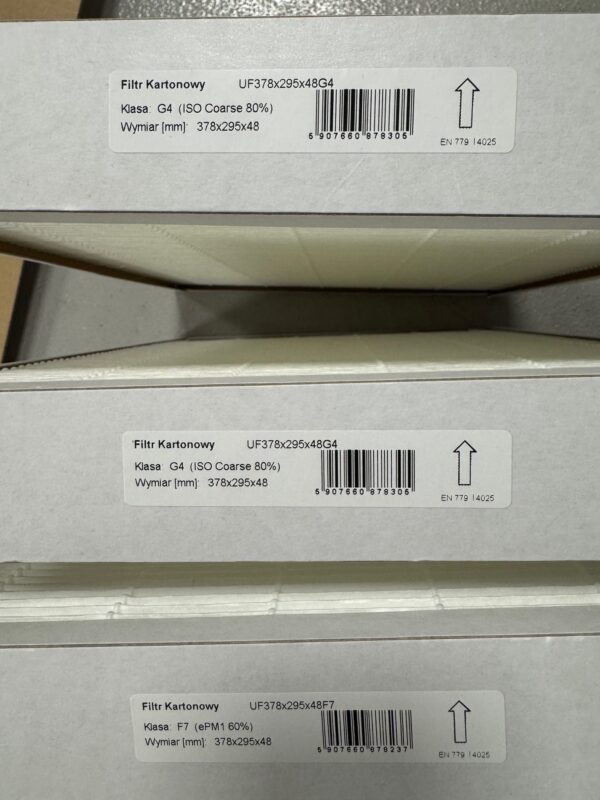 Filtr Kartonowy UF378x295x48G4
Klasa: G4 (ISO Coarse 80%)
Wymiar [mm]: 378x295x48
5 907660 878305
EN 779 14025
Filtr Kartonowy UF378x295x48G4
Klasa: G4 (ISO Coarse 80%)
Wymiar [mm]: 378x295x48
5 907660 878305
EN 779 14025
Filtr Kartonowy UF378x295x48F7
Klasa: F7 (ePM1 60%)
Wymiar [mm]: 378x295x48
5 907660 878237
EN 779 14025